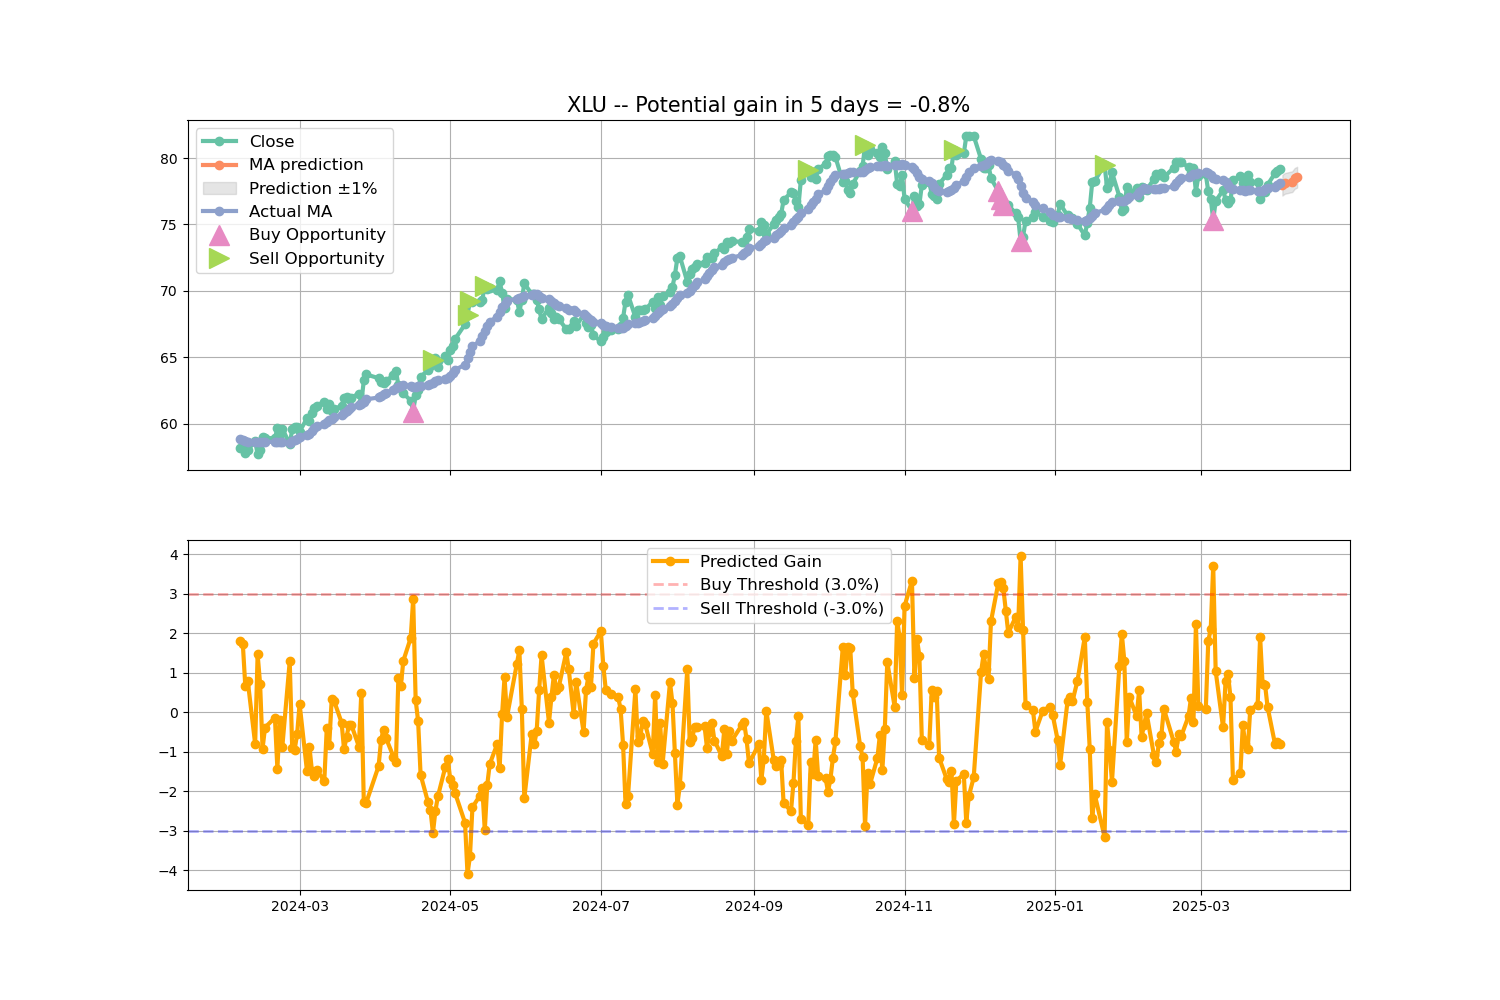 XLU -- Potential gain in 5 days = -0.8%
Close
MA prediction
Prediction ±1%
Actual MA
Buy Opportunity
Sell Opportunity
80
75
70
65
60
Predicted Gain
Buy Threshold (3.0%)
Sell Threshold (-3.0%)
4
3
2
1
0
−1
−2
−3
−4
2024-03
2024-05
2024-07
2024-09
2024-11
2025-01
2025-03